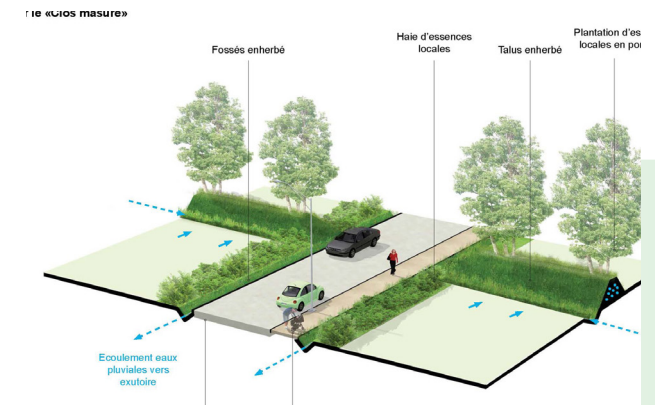 r le «Clos masure»
Fossés enherbé
Haie d'essences
locales
Talus enherbé
Plantation d'es
locales en por
Ecoulement eaux
pluviales vers
exutoire